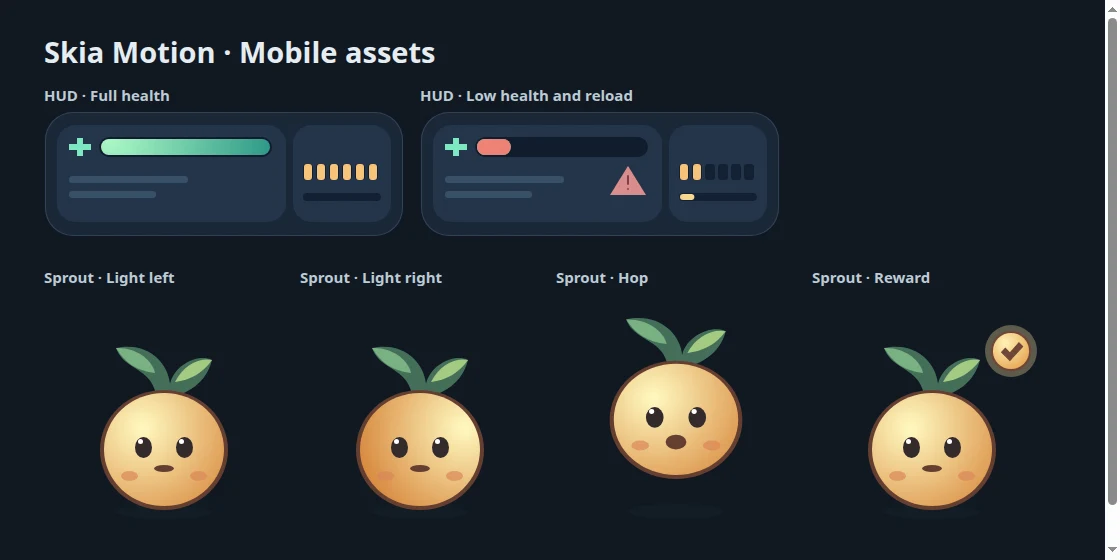 Skia Motion · Mobile assets
HUD · Full health
HUD · Low health and reload
Sprout · Light left
Sprout · Light right
Sprout · Hop
Sprout · Reward